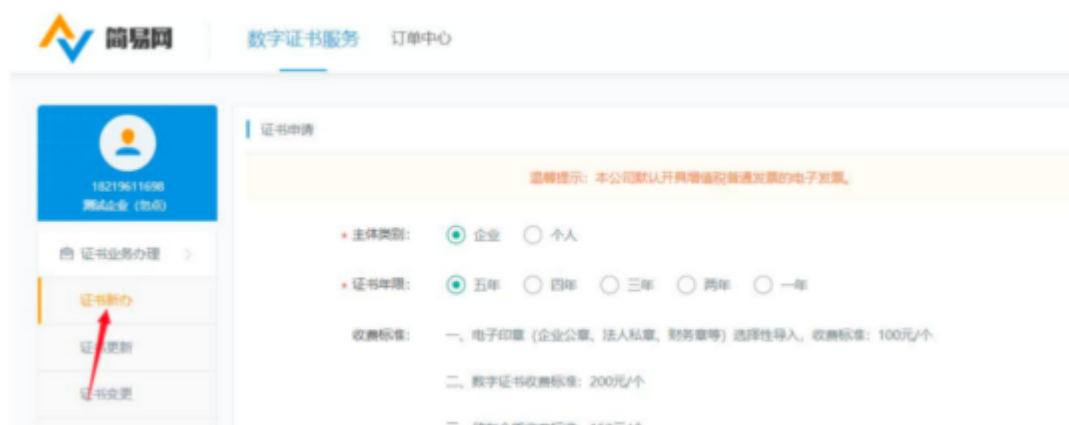 简易网
数字证书服务 订单中心
18219611698
测试企业（勿点）
证书申请
温馨提示：本公司默认开具增值税普通发票的电子发票。
* 主体类别： 企业 个人
证书业务办理 >
* 证书年限： 五年 四年 三年 两年 一年
证书新办
收费标准： 一、电子印章（企业公章、法人私章、财务章等）选择性导入，收费标准：100元/个
证书更新
二、数字证书收费标准：200元/个
证书变更